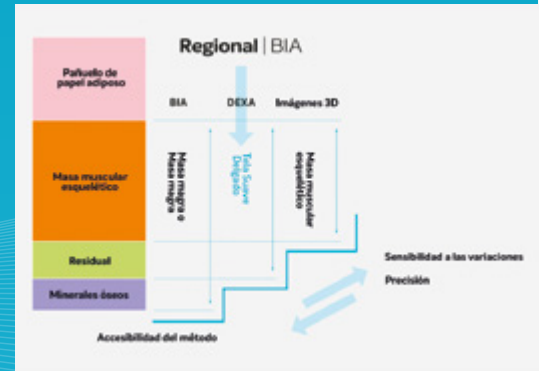 Regional | BIA
Pañuelo de
papel adiposo
BIA
DEXA
Imágenes 3D
Masa muscular
esquelético
Masa magra o
Masa magra
Tela Suave
Delgado
Masa muscular
esquelético
Residual
Minerales óseos
Sensibilidad a las variaciones
Precisión
Accesibilidad del método